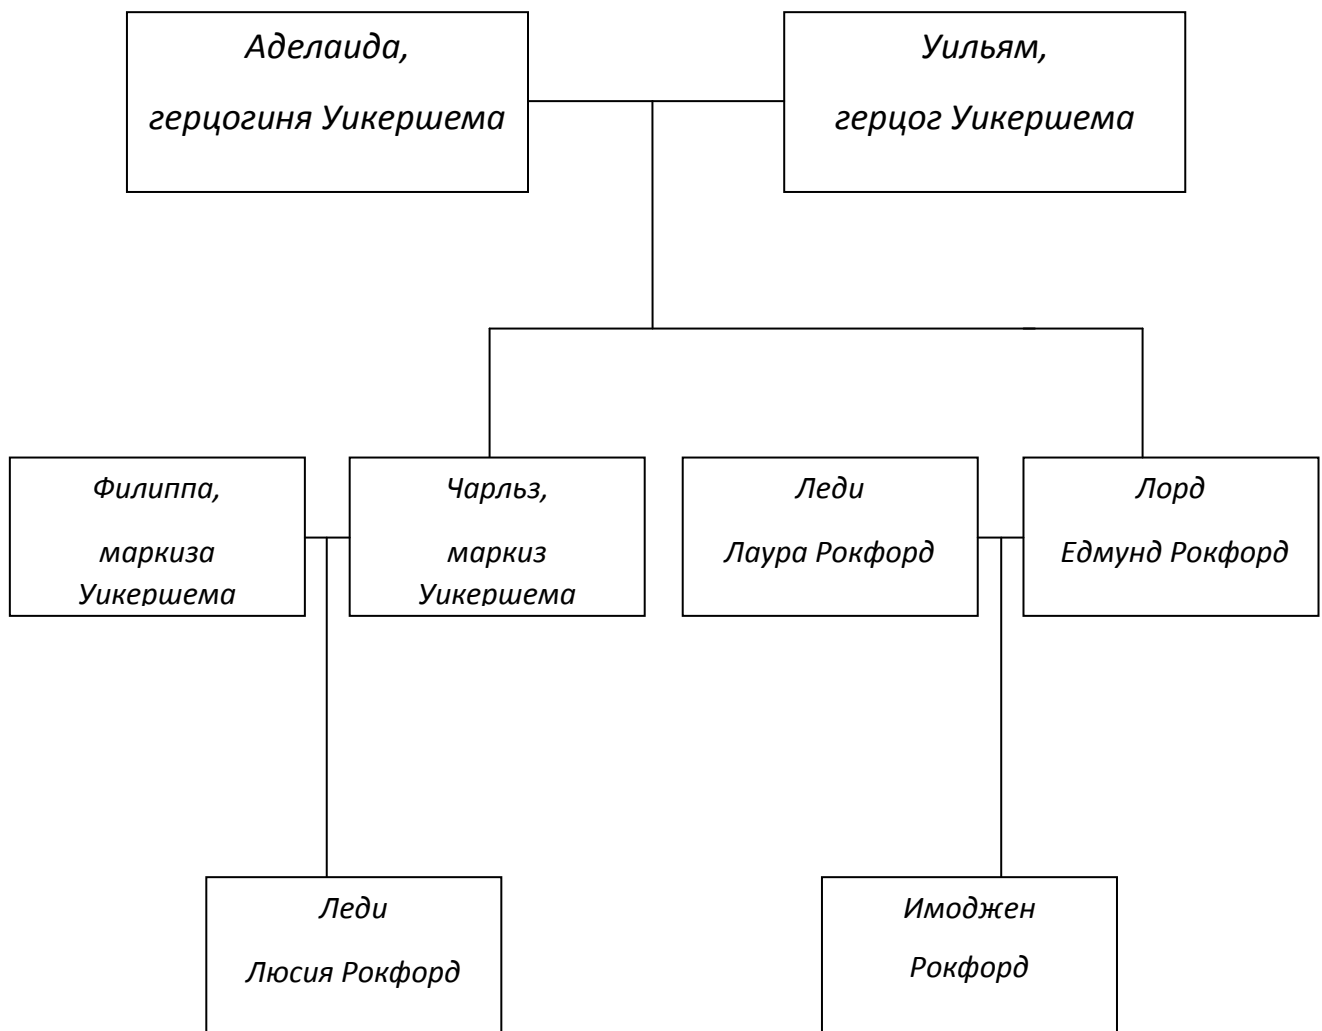 Аделаида,
герцогиня Уикершема
Уильям,
герцог Уикершема
Филиппа,
маркиза
Уикершема
Чарльз,
маркиз
Уикершема
Леди
Лаура Рокфорд
Лорд
Едмунд Рокфорд
Леди
Люсия Рокфорд
Имоджен
Рокфорд